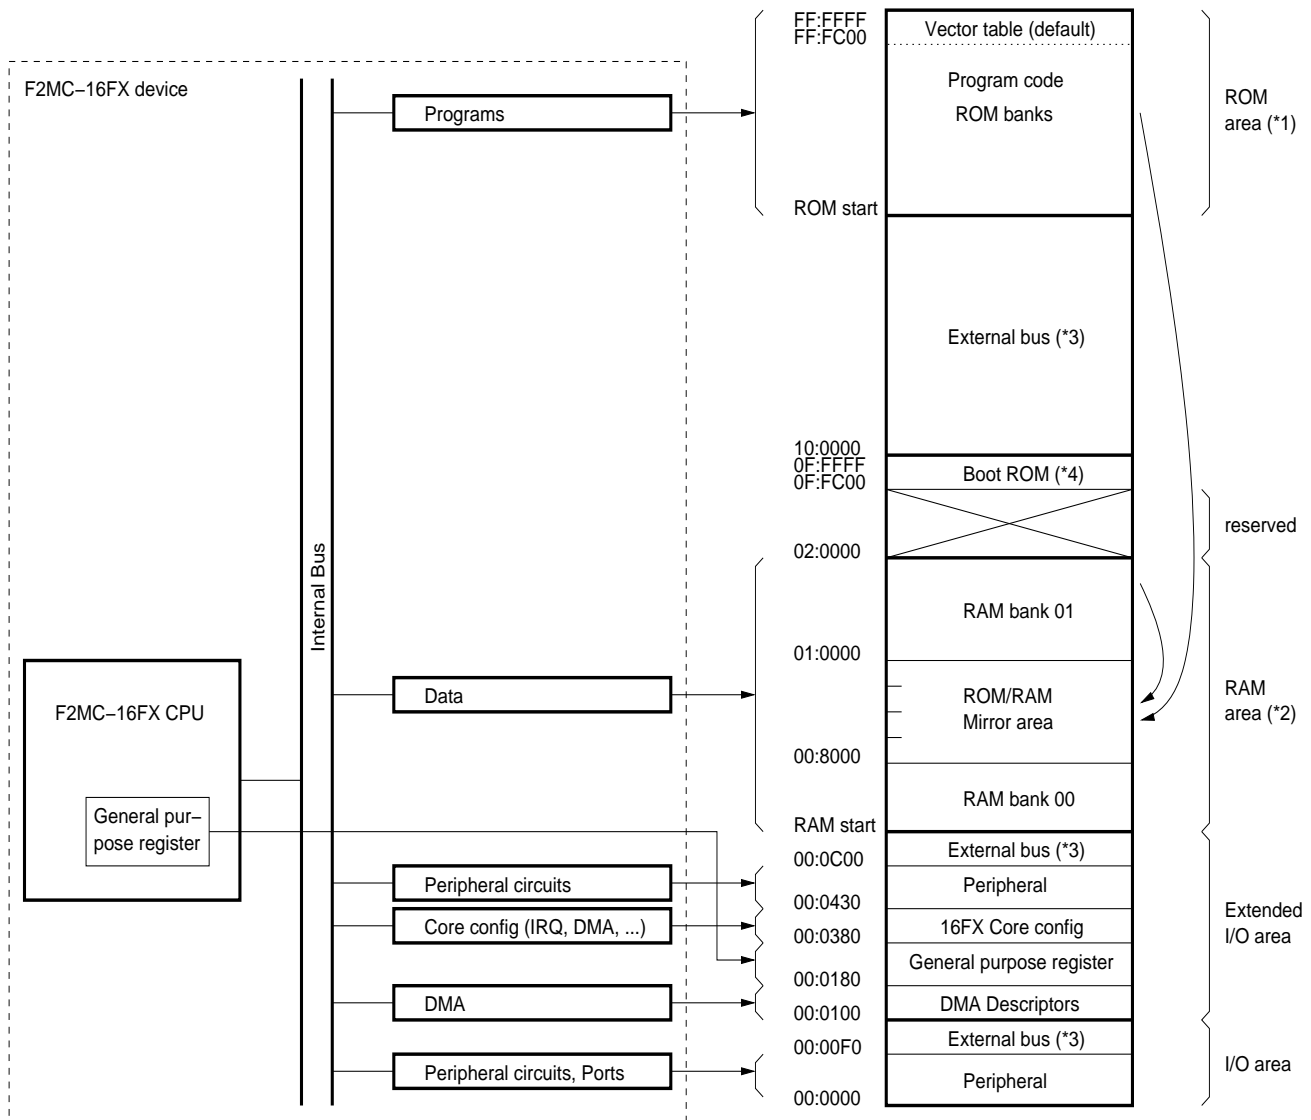 F2MC−16FX device
Internal Bus
F2MC−16FX CPU
General pur−
pose register
Programs
Data
Peripheral circuits
Core config (IRQ, DMA, ...)
DMA
Peripheral circuits, Ports
FF:FFFF
FF:FC00
ROM start
10:0000
0F:FFFF
0F:FC00
02:0000
01:0000
00:8000
RAM start
00:0C00
00:0430
00:0380
00:0180
00:0100
00:00F0
00:0000
Vector table (default)
Program code
ROM banks
External bus (*3)
Boot ROM (*4)
RAM bank 01
ROM/RAM
Mirror area
RAM bank 00
External bus (*3)
Peripheral
16FX Core config
General purpose register
DMA Descriptors
External bus (*3)
Peripheral
ROM
area (*1)
reserved
RAM
area (*2)
Extended
I/O area
I/O area